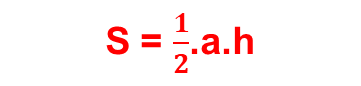 S = 1/2.a.h